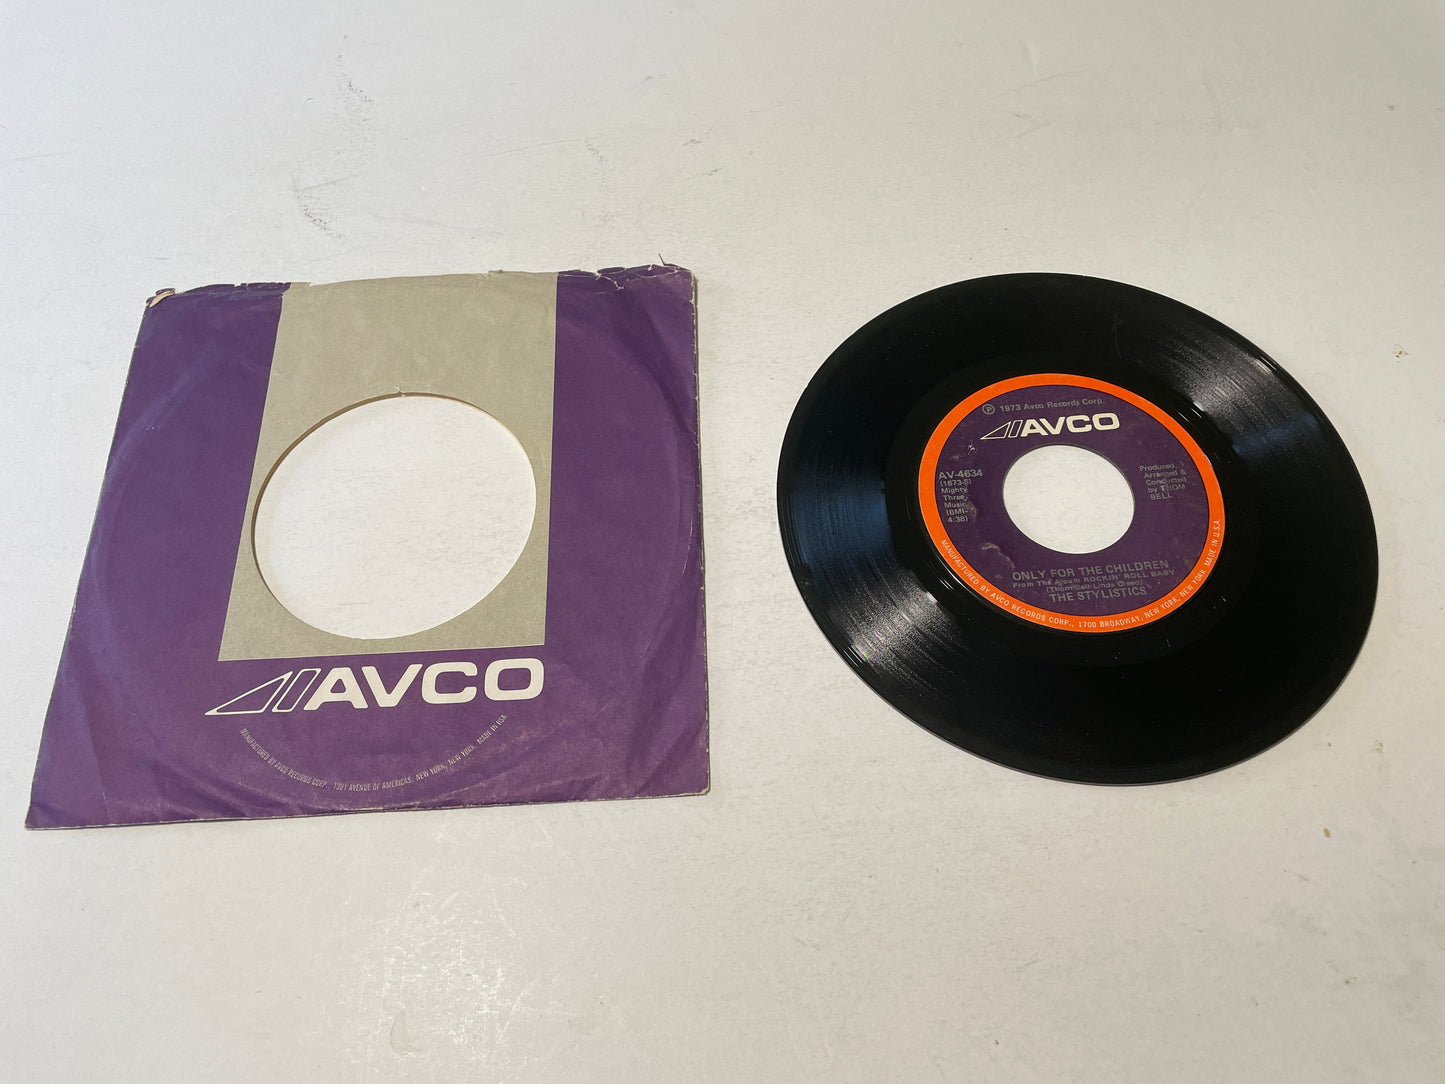 AVCO
MANUFACTURED BY AVCO RECORDS CORP., 1301 AVENUE OF AMERICAS, NEW YORK, NEW YORK MADE IN USA
℗ 1973 Avco Records Corp.
AVCO
AV-4634
(1673-S)
Mighty
Three
Music
(BMI-
4:38)
Produced,
Arranged &
Conducted
by THOM
BELL
ONLY FOR THE CHILDREN
From The Album ROCKIN' ROLL BABY
(Thom Bell-Linda Creed)
THE STYLISTICS
MANUFACTURED BY AVCO RECORDS CORP., 1700 BROADWAY, NEW YORK, NEW YORK MADE IN U.S.A.